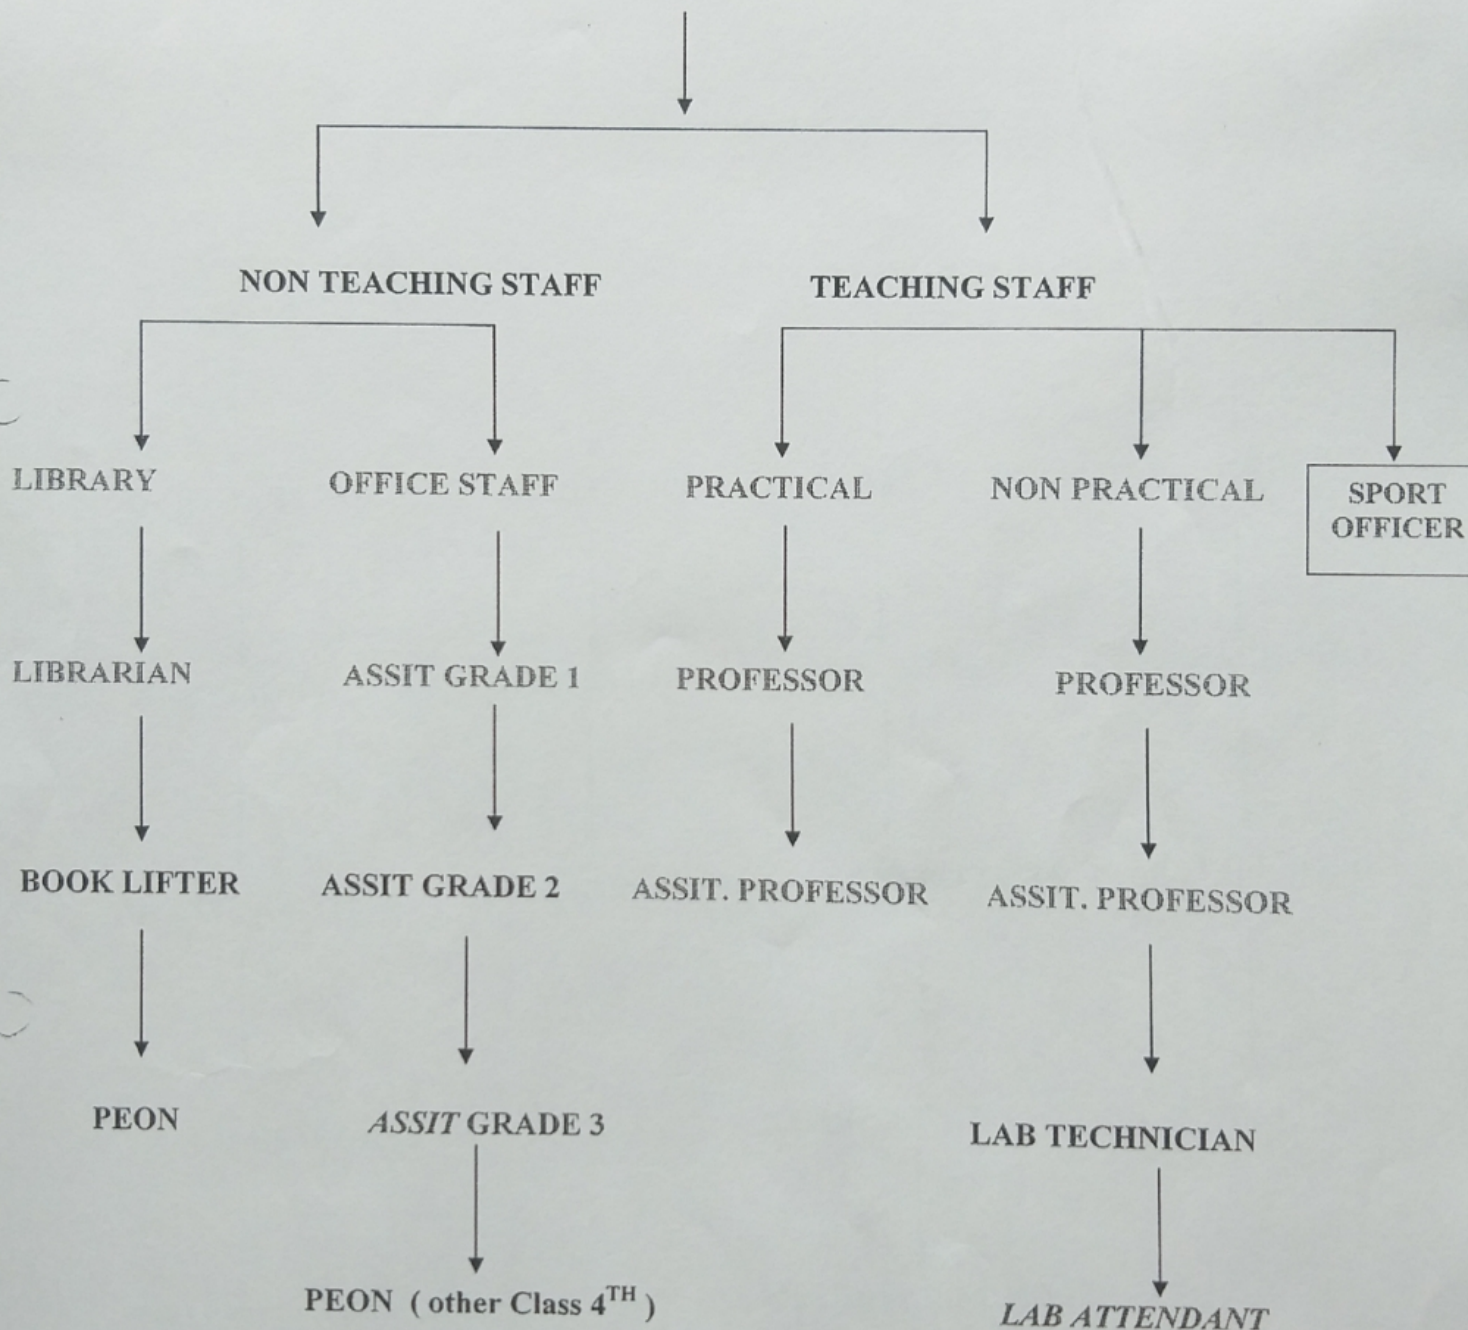 NON TEACHING STAFF TEACHING STAFF
LIBRARY OFFICE STAFF PRACTICAL NON PRACTICAL SPORT
OFFICER
LIBRARIAN ASSIT GRADE 1 PROFESSOR PROFESSOR
BOOK LIFTER ASSIT GRADE 2 ASSIT. PROFESSOR ASSIT. PROFESSOR
PEON ASSIT GRADE 3 LAB TECHNICIAN
PEON ( other Class 4TH ) LAB ATTENDANT